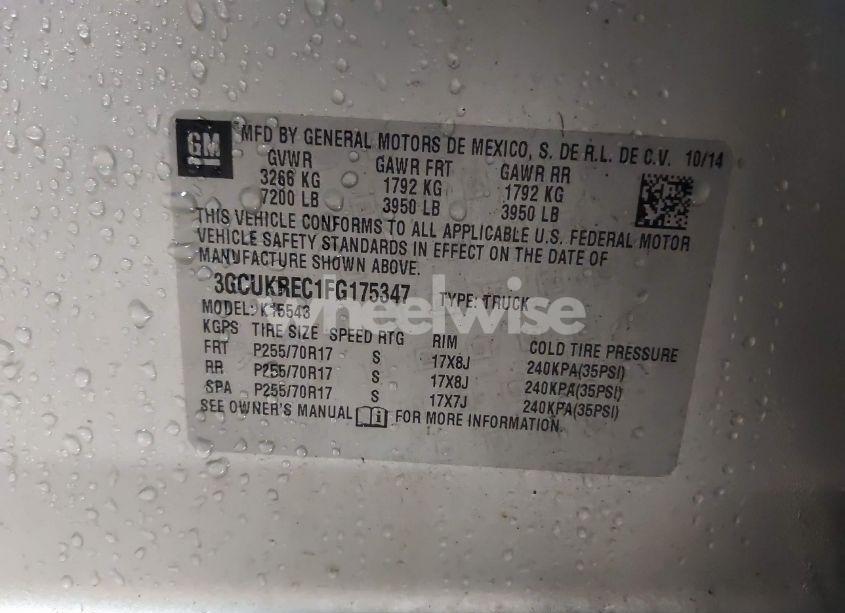 GM MFD BY GENERAL MOTORS DE MEXICO, S. DE R.L. DE C.V. 10/14
GVWR GAWR FRT GAWR RR
3266 KG 1792 KG 1792 KG
7200 LB 3950 LB 3950 LB
THIS VEHICLE CONFORMS TO ALL APPLICABLE U.S. FEDERAL MOTOR
VEHICLE SAFETY STANDARDS IN EFFECT ON THE DATE OF
MANUFACTURE SHOWN ABOVE.
3GCUKREC1FG175347 TYPE: TRUCK
MODEL: K15543
wheelwise
KGPS TIRE SIZE SPEED RTG RIM COLD TIRE PRESSURE
FRT P255/70R17 S 17X8J 240KPA(35PSI)
RR P255/70R17 S 17X8J 240KPA(35PSI)
SPA P255/70R17 S 17X7J 240KPA(35PSI)
SEE OWNER'S MANUAL FOR MORE INFORMATION.